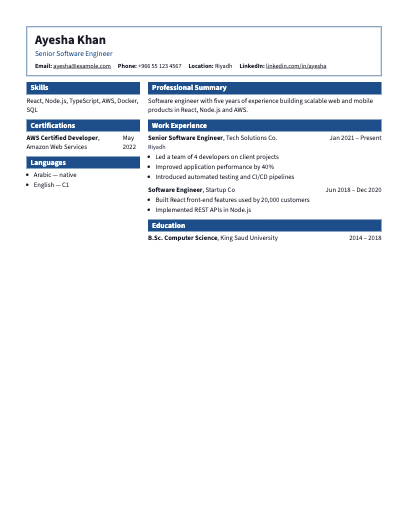 Ayesha Khan
Senior Software Engineer
Email: ayesha@example.com Phone: +966 55 123 4567 Location: Riyadh LinkedIn: linkedin.com/in/ayesha
Skills
React, Node.js, TypeScript, AWS, Docker,
SQL
Certifications
AWS Certified Developer, May
Amazon Web Services 2022
Languages
• Arabic — native
• English — C1
Professional Summary
Software engineer with five years of experience building scalable web and mobile
products in React, Node.js and AWS.
Work Experience
Senior Software Engineer, Tech Solutions Co. Jan 2021 – Present
Riyadh
• Led a team of 4 developers on client projects
• Improved application performance by 40%
• Introduced automated testing and CI/CD pipelines
Software Engineer, Startup Co Jun 2018 – Dec 2020
• Built React front-end features used by 20,000 customers
• Implemented REST APIs in Node.js
Education
B.Sc. Computer Science, King Saud University 2014 – 2018